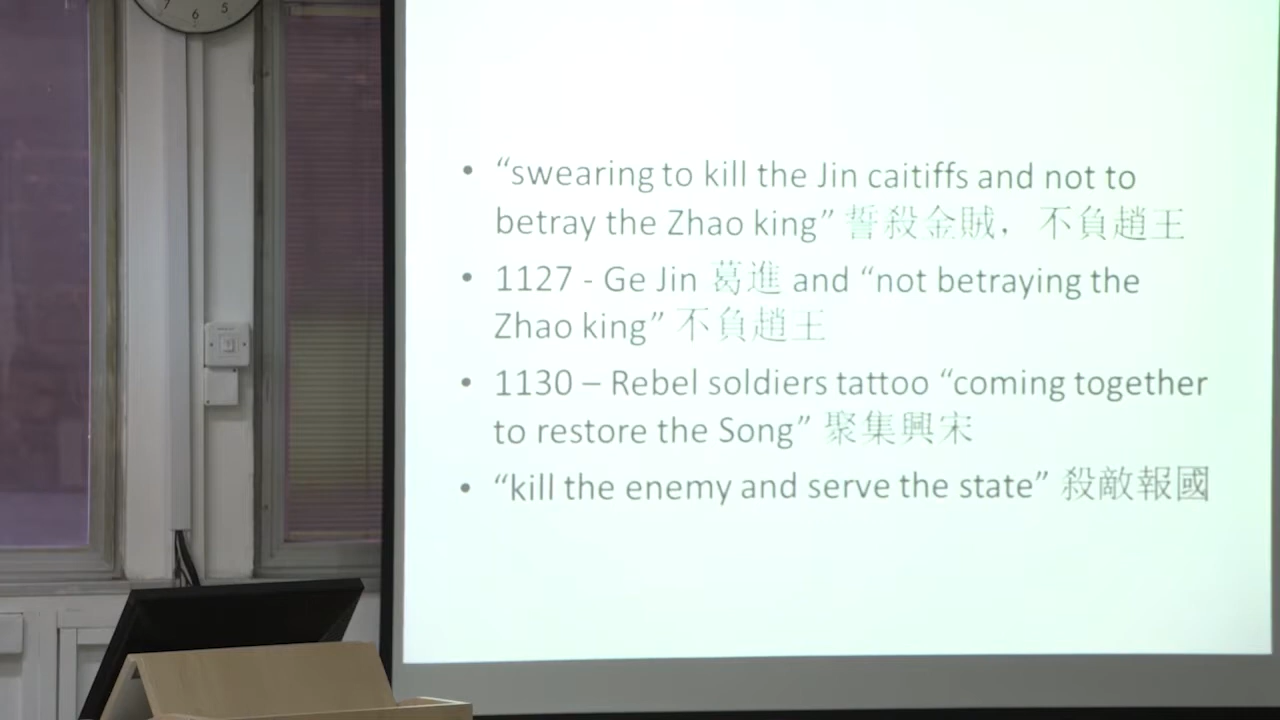 7 6 5
• “swearing to kill the Jin caitiffs and not to
betray the Zhao king” 誓殺金賊，不負趙王
• 1127 - Ge Jin 葛進 and “not betraying the
Zhao king” 不負趙王
• 1130 – Rebel soldiers tattoo “coming together
to restore the Song” 聚集興宋
• “kill the enemy and serve the state” 殺敵報國